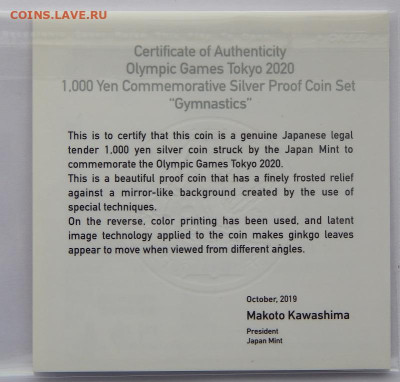 COINS.ЛАВЕ.RU
Certificate of Authenticity
Olympic Games Tokyo 2020
1,000 Yen Commemorative Silver Proof Coin Set
"Gymnastics"
This is to certify that this coin is a genuine Japanese legal
tender 1,000 yen silver coin struck by the Japan Mint to
commemorate the Olympic Games Tokyo 2020.
This is a beautiful proof coin that has a finely frosted relief
against a mirror-like background created by the use of
special techniques.
On the reverse, color printing has been used, and latent
image technology applied to the coin makes ginkgo leaves
appear to move when viewed from different angles.
October, 2019
Makoto Kawashima
President
Japan Mint